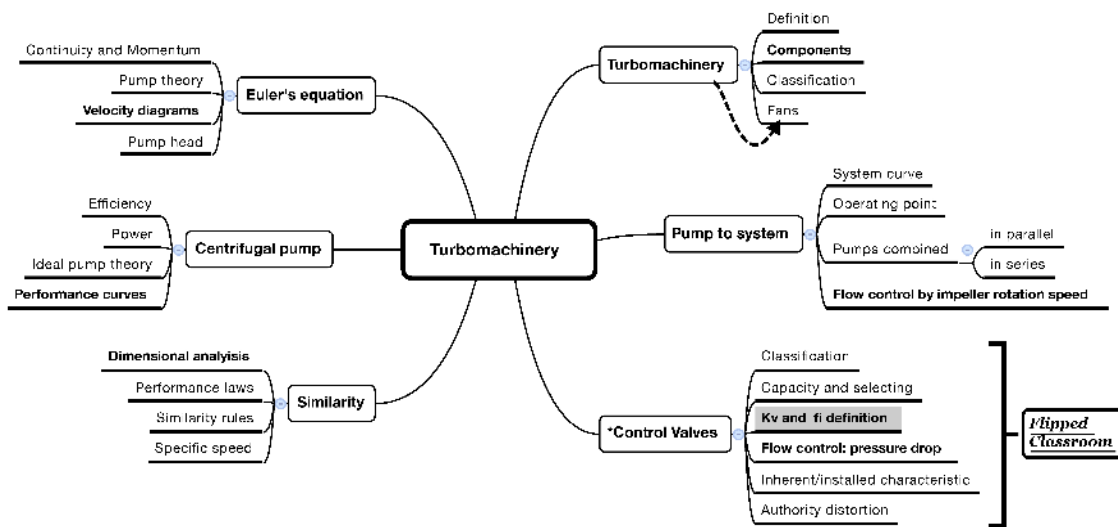 Turbomachinery
Turbomachinery
Definition
Components
Classification
Fans
Pump to system
System curve
Operating point
Pumps combined
in parallel
in series
Flow control by impeller rotation speed
*Control Valves
Classification
Capacity and selecting
Kv and fi definition
Flow control: pressure drop
Inherent/installed characteristic
Authority distortion
Flipped
Classroom
Euler's equation
Continuity and Momentum
Pump theory
Velocity diagrams
Pump head
Centrifugal pump
Efficiency
Power
Ideal pump theory
Performance curves
Similarity
Dimensional analyisis
Performance laws
Similarity rules
Specific speed